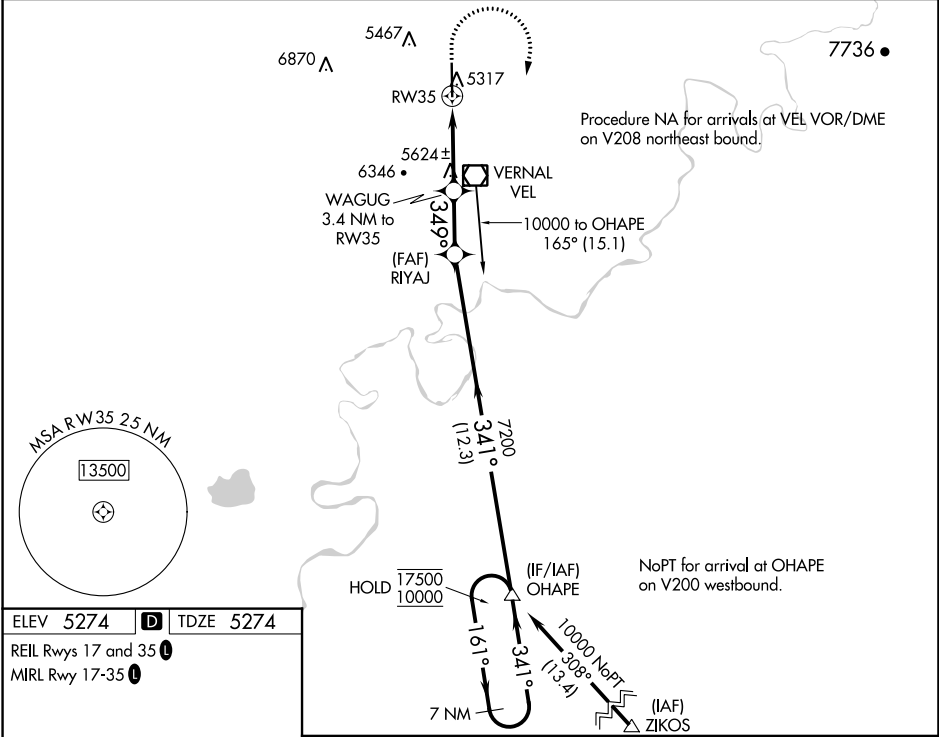 5467
6870
7736
5317
RW35
Procedure NA for arrivals at VEL VOR/DME
on V208 northeast bound.
5624±
6346
VERNAL
VEL
WAGUG
3.4 NM to
RW35
349°
10000 to OHAPE
165° (15.1)
(FAF)
RIYAJ
7200
341°
(12.3)
MSA RW35 25 NM
13500
HOLD
17500
10000
(IF/IAF)
OHAPE
NoPT for arrival at OHAPE
on V200 westbound.
161°
341°
10000 NoPT
308°
(13.4)
7 NM
(IAF)
ZIKOS
ELEV 5274 D TDZE 5274
REIL Rwys 17 and 35 L
MIRL Rwy 17-35 L